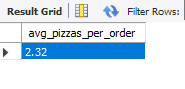 Result Grid Filter Rows:
avg_pizzas_per_order
2.32